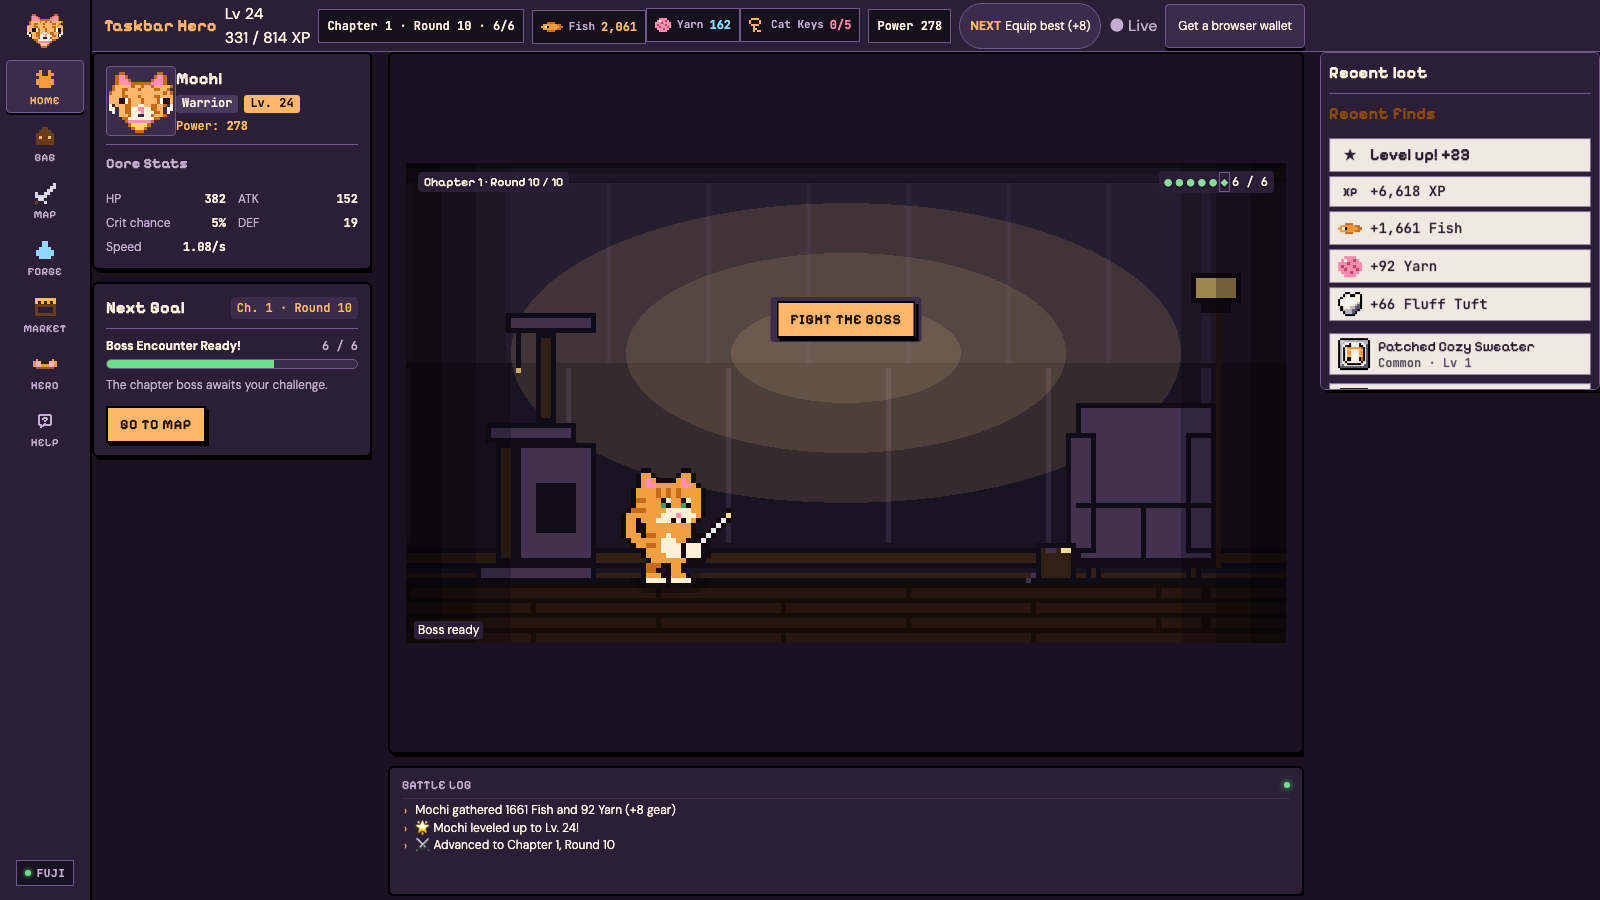 Taskbar Hero
Lv 24
331 / 814 XP
Chapter 1 · Round 10 · 6/6
Fish 2,061
Yarn 162
Cat Keys 0/5
Power 278
NEXT Equip best (+8)
Live
Get a browser wallet
HOME
BAG
MAP
FORGE
MARKET
HERO
HELP
FUJI
Mochi
Warrior
Lv. 24
Power: 278
Core Stats
HP 382 ATK 152
Crit chance 5% DEF 19
Speed 1.08/s
Next Goal
Ch. 1 · Round 10
Boss Encounter Ready! 6 / 6
The chapter boss awaits your challenge.
GO TO MAP
Chapter 1 · Round 10 / 10
6 / 6
FIGHT THE BOSS
Boss ready
BATTLE LOG
› Mochi gathered 1661 Fish and 92 Yarn (+8 gear)
› 🌟 Mochi leveled up to Lv. 24!
› ⚔️ Advanced to Chapter 1, Round 10
Recent loot
Recent finds
★ Level up! +23
XP +6,618 XP
+1,661 Fish
+92 Yarn
+66 Fluff Tuft
Patched Cozy Sweater
Common · Lv 1